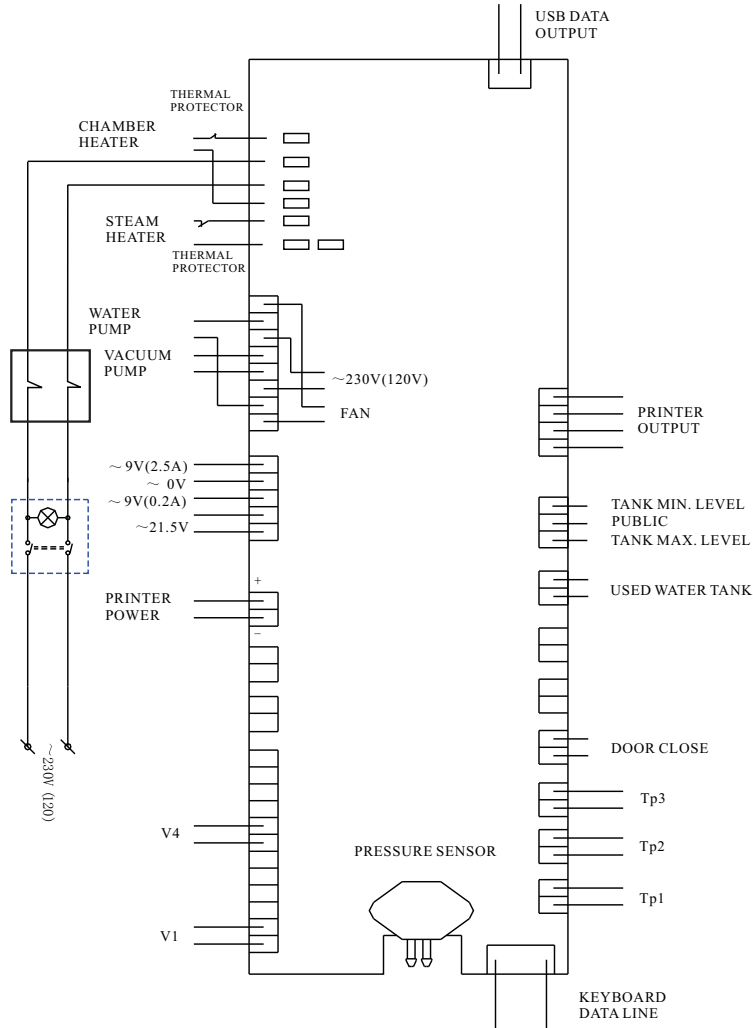 USB DATA
OUTPUT
THERMAL
PROTECTOR
CHAMBER
HEATER
STEAM
HEATER
THERMAL
PROTECTOR
WATER
PUMP
VACUUM
PUMP
～230V(120V)
FAN
PRINTER
OUTPUT
～ 9V(2.5A)
～ 0V
～ 9V(0.2A)
～21.5V
TANK MIN. LEVEL
PUBLIC
TANK MAX. LEVEL
+
PRINTER
POWER
−
USED WATER TANK
DOOR CLOSE
～230V (120)
Tp3
V4
Tp2
PRESSURE SENSOR
Tp1
V1
KEYBOARD
DATA LINE